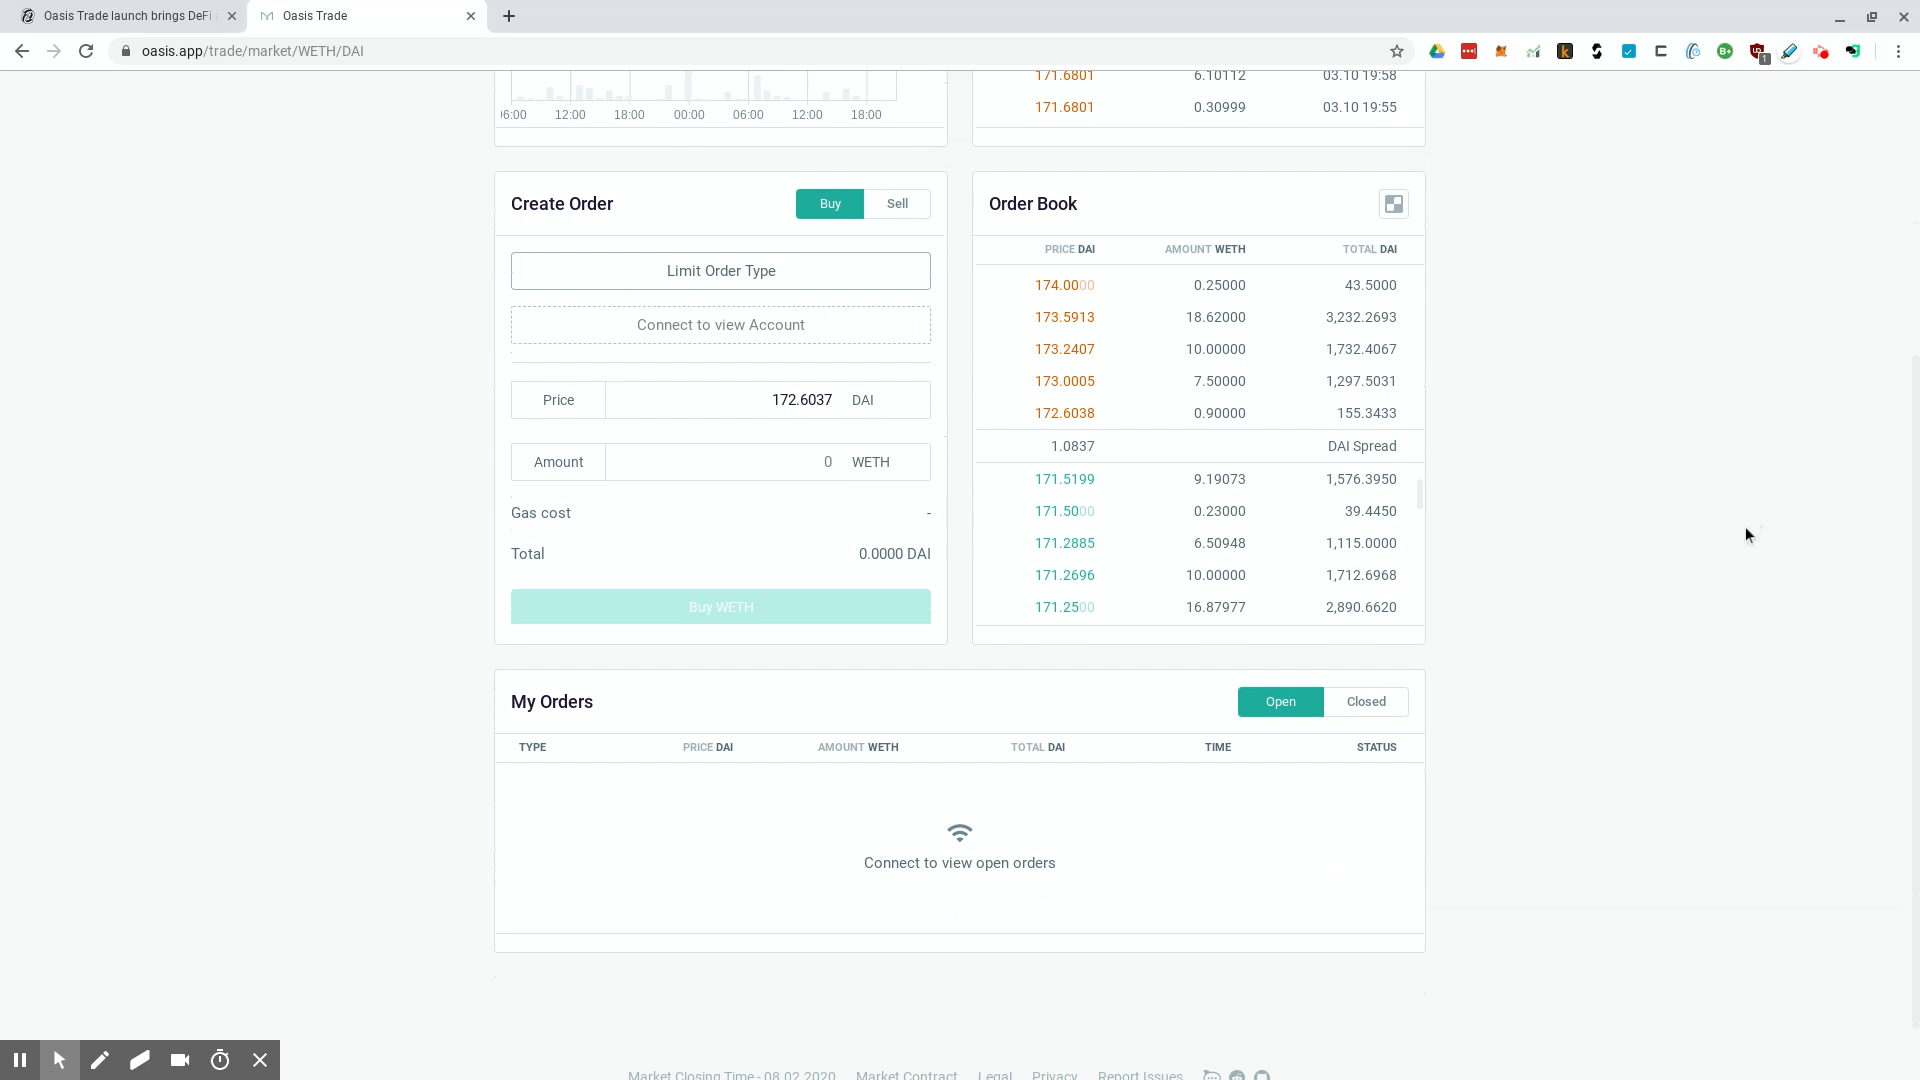 Oasis Trade launch brings DeFi
Oasis Trade
oasis.app/trade/market/WETH/DAI
06:00 12:00 18:00 00:00 06:00 12:00 18:00
171.6801 6.10112 03.10 19:58
171.6801 0.30999 03.10 19:55
Create Order
Buy Sell
Limit Order Type
Connect to view Account
Price 172.6037 DAI
Amount 0 WETH
Gas cost -
Total 0.0000 DAI
Buy WETH
Order Book
PRICE DAI AMOUNT WETH TOTAL DAI
174.0000 0.25000 43.5000
173.5913 18.62000 3,232.2693
173.2407 10.00000 1,732.4067
173.0005 7.50000 1,297.5031
172.6038 0.90000 155.3433
1.0837 DAI Spread
171.5199 9.19073 1,576.3950
171.5000 0.23000 39.4450
171.2885 6.50948 1,115.0000
171.2696 10.00000 1,712.6968
171.2500 16.87977 2,890.6620
My Orders
Open Closed
TYPE PRICE DAI AMOUNT WETH TOTAL DAI TIME STATUS
Connect to view open orders
Market Closing Time - 08.02.2020 Market Contract Legal Privacy Report Issues